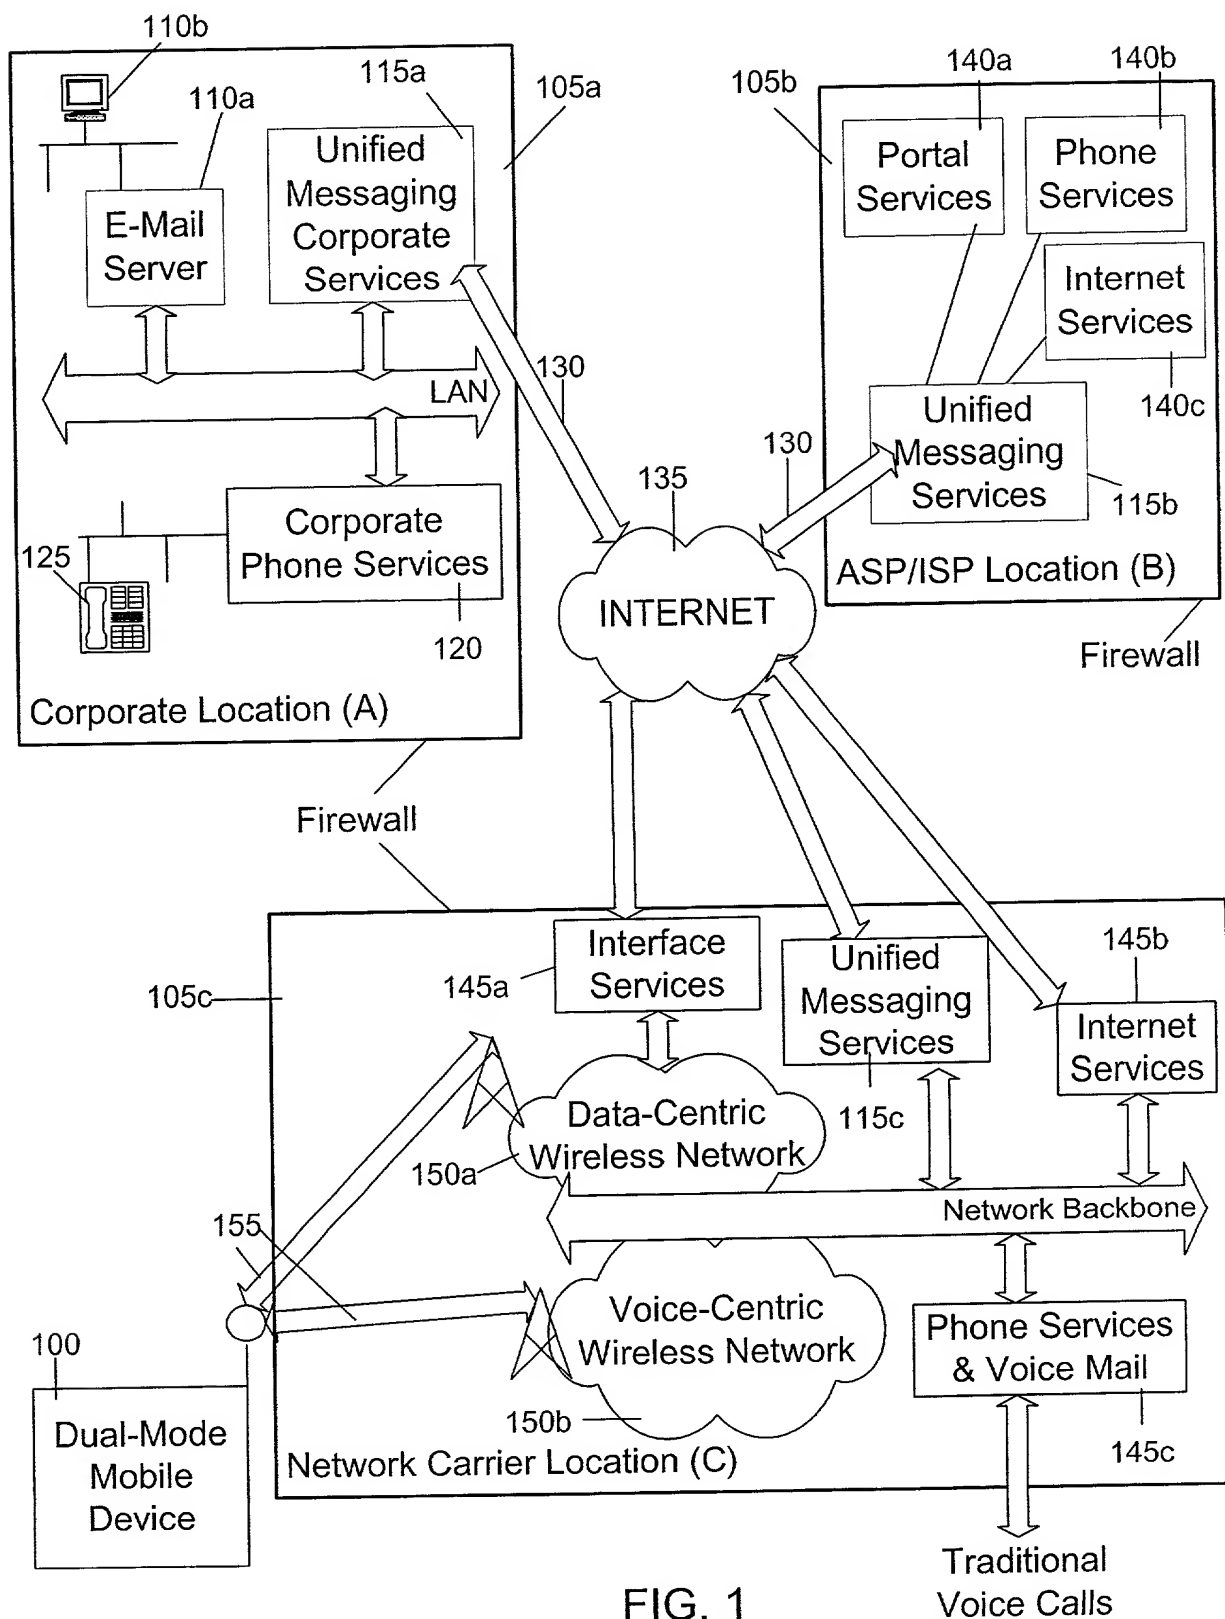 110b
110a
115a
105a
Unified
Messaging
Corporate
Services
E-Mail
Server
LAN
130
Corporate
Phone Services
125
120
Corporate Location (A)
Firewall
105b
140a
140b
Portal
Services
Phone
Services
Internet
Services
140c
Unified
Messaging
Services
115b
130
ASP/ISP Location (B)
Firewall
135
INTERNET
105c
145a
Interface
Services
Unified
Messaging
Services
115c
145b
Internet
Services
Data-Centric
Wireless Network
150a
Network Backbone
155
Voice-Centric
Wireless Network
150b
Phone Services
& Voice Mail
145c
Network Carrier Location (C)
100
Dual-Mode
Mobile
Device
Traditional
Voice Calls
FIG. 1